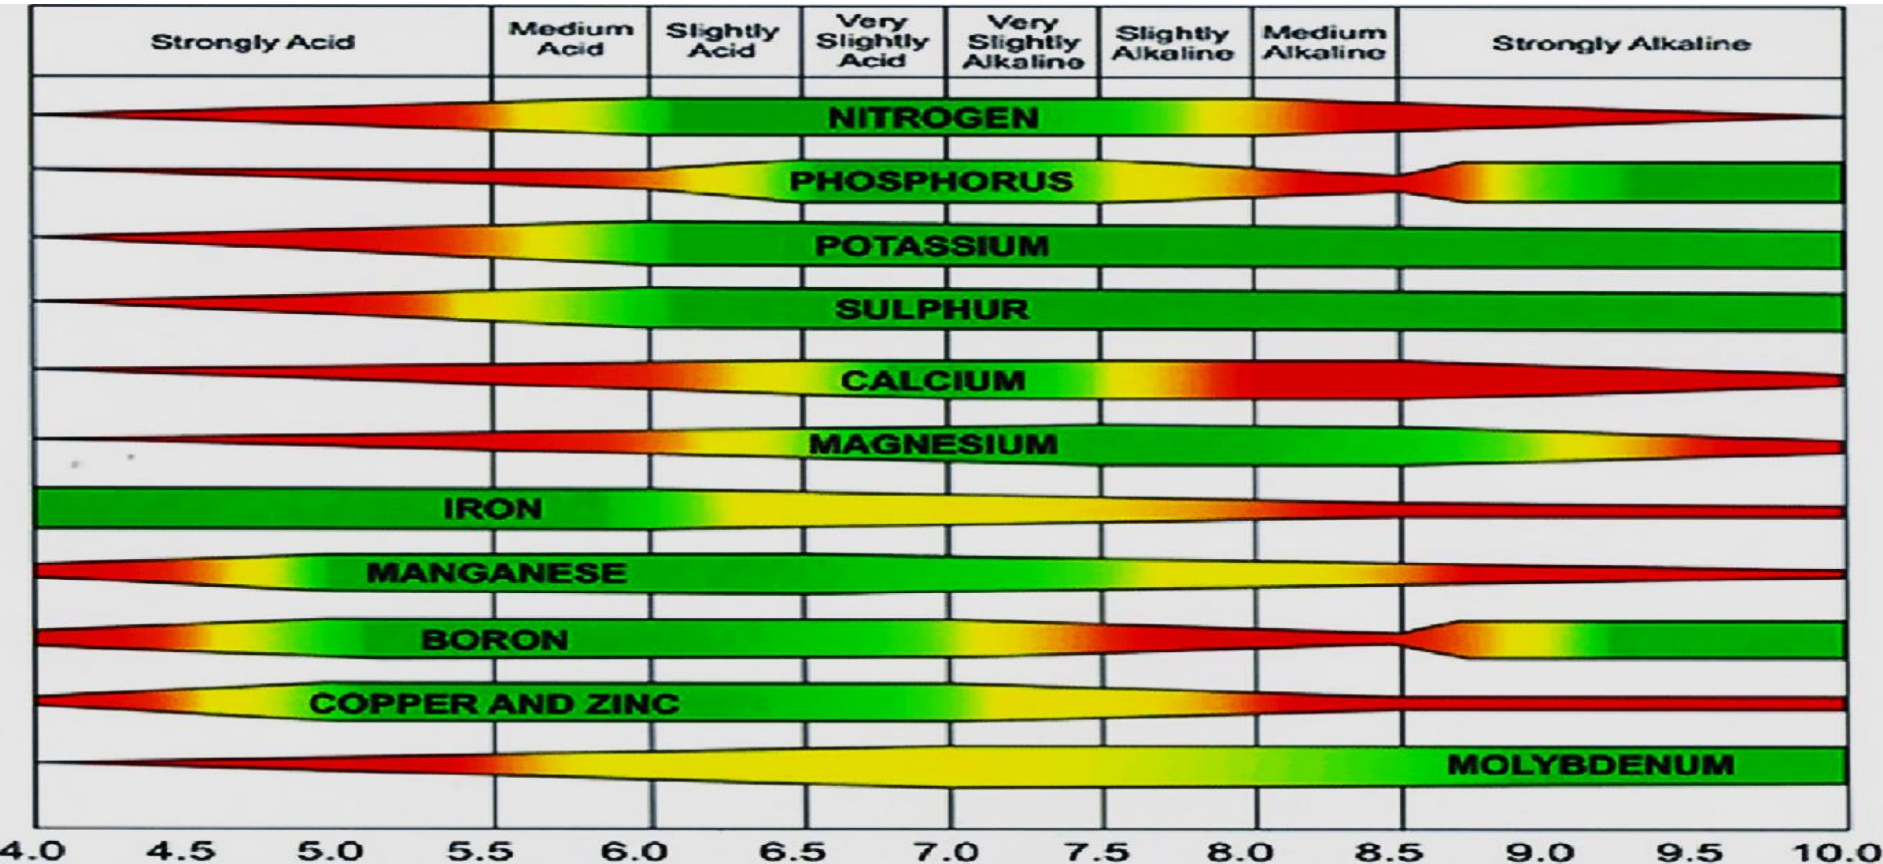 Strongly Acid
Medium
Acid
Slightly
Acid
Very
Slightly
Acid
Very
Slightly
Alkaline
Slightly
Alkaline
Medium
Alkaline
Strongly Alkaline
NITROGEN
PHOSPHORUS
POTASSIUM
SULPHUR
CALCIUM
MAGNESIUM
IRON
MANGANESE
BORON
COPPER AND ZINC
MOLYBDENUM
4.0 4.5 5.0 5.5 6.0 6.5 7.0 7.5 8.0 8.5 9.0 9.5 10.0